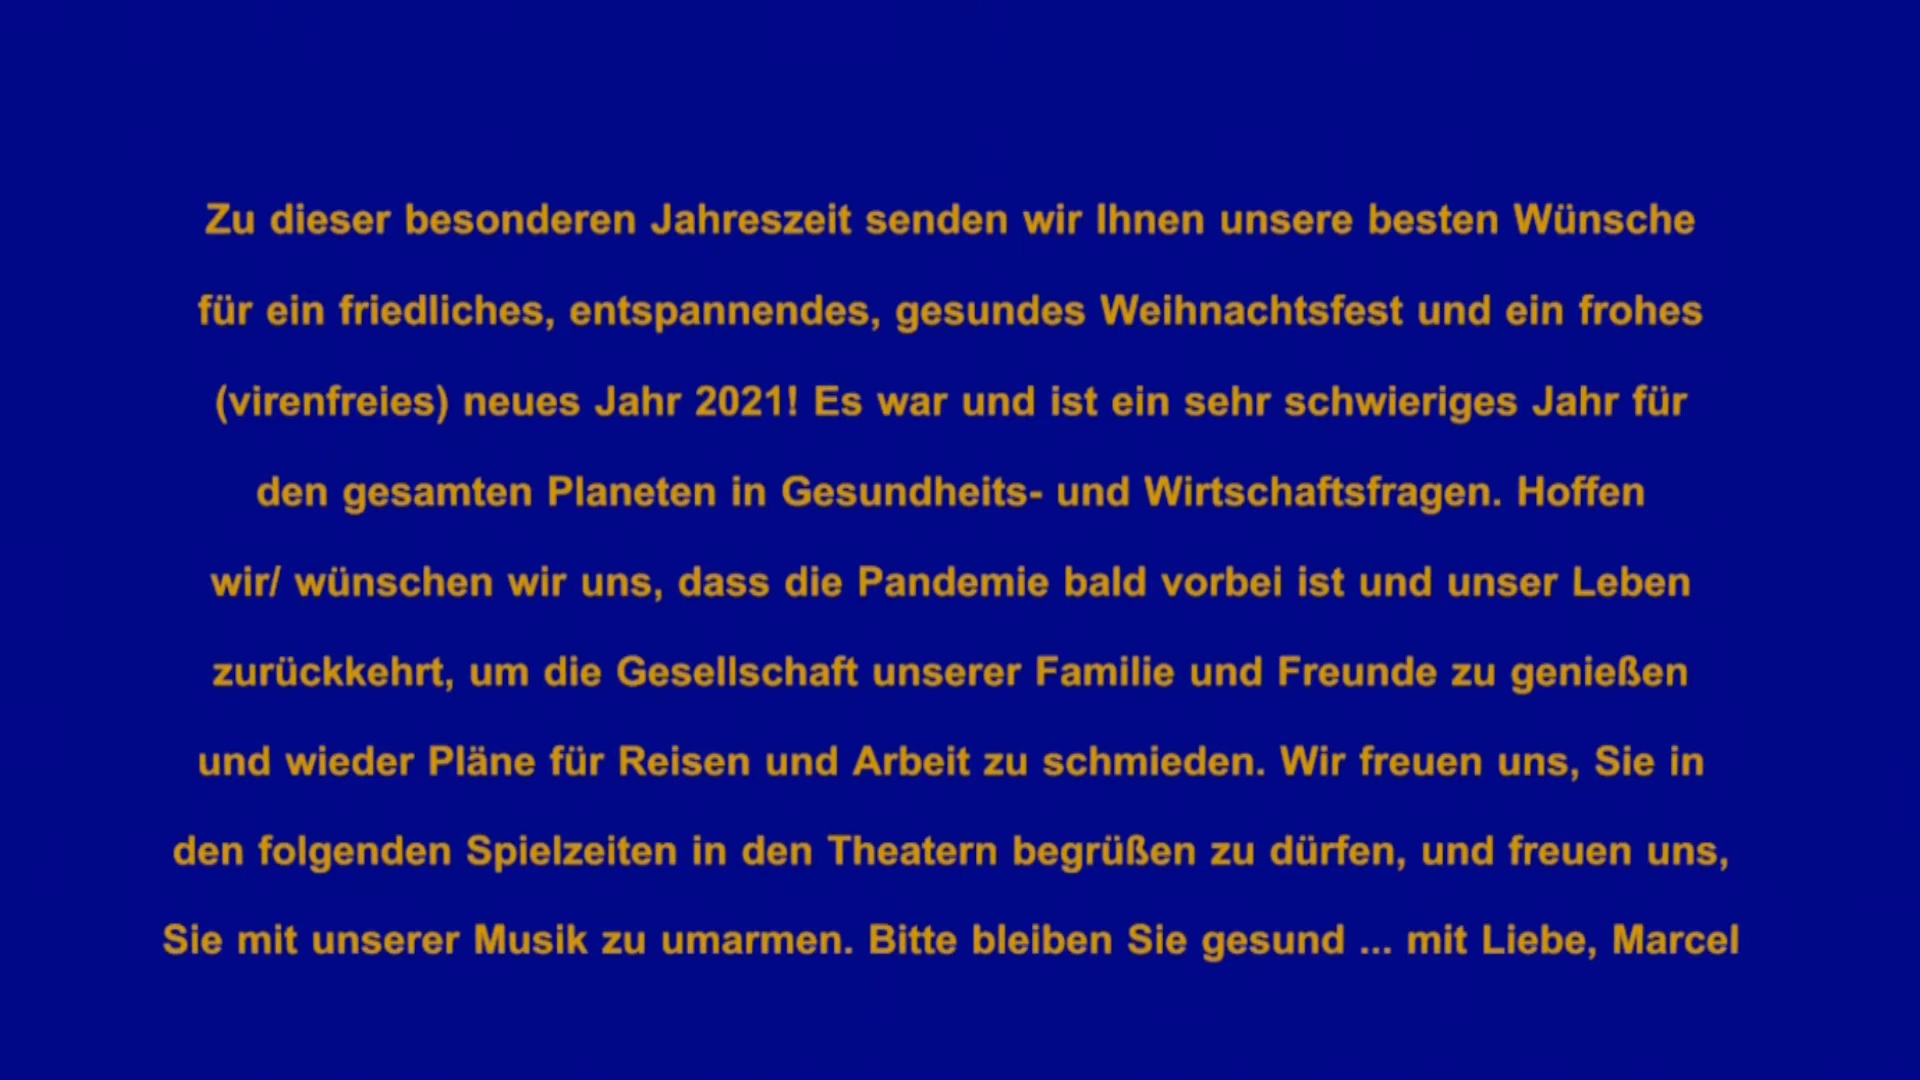 Zu dieser besonderen Jahreszeit senden wir Ihnen unsere besten Wünsche
für ein friedliches, entspannendes, gesundes Weihnachtsfest und ein frohes
(virenfreies) neues Jahr 2021! Es war und ist ein sehr schwieriges Jahr für
den gesamten Planeten in Gesundheits- und Wirtschaftsfragen. Hoffen
wir/ wünschen wir uns, dass die Pandemie bald vorbei ist und unser Leben
zurückkehrt, um die Gesellschaft unserer Familie und Freunde zu genießen
und wieder Pläne für Reisen und Arbeit zu schmieden. Wir freuen uns, Sie in
den folgenden Spielzeiten in den Theatern begrüßen zu dürfen, und freuen uns,
Sie mit unserer Musik zu umarmen. Bitte bleiben Sie gesund ... mit Liebe, Marcel